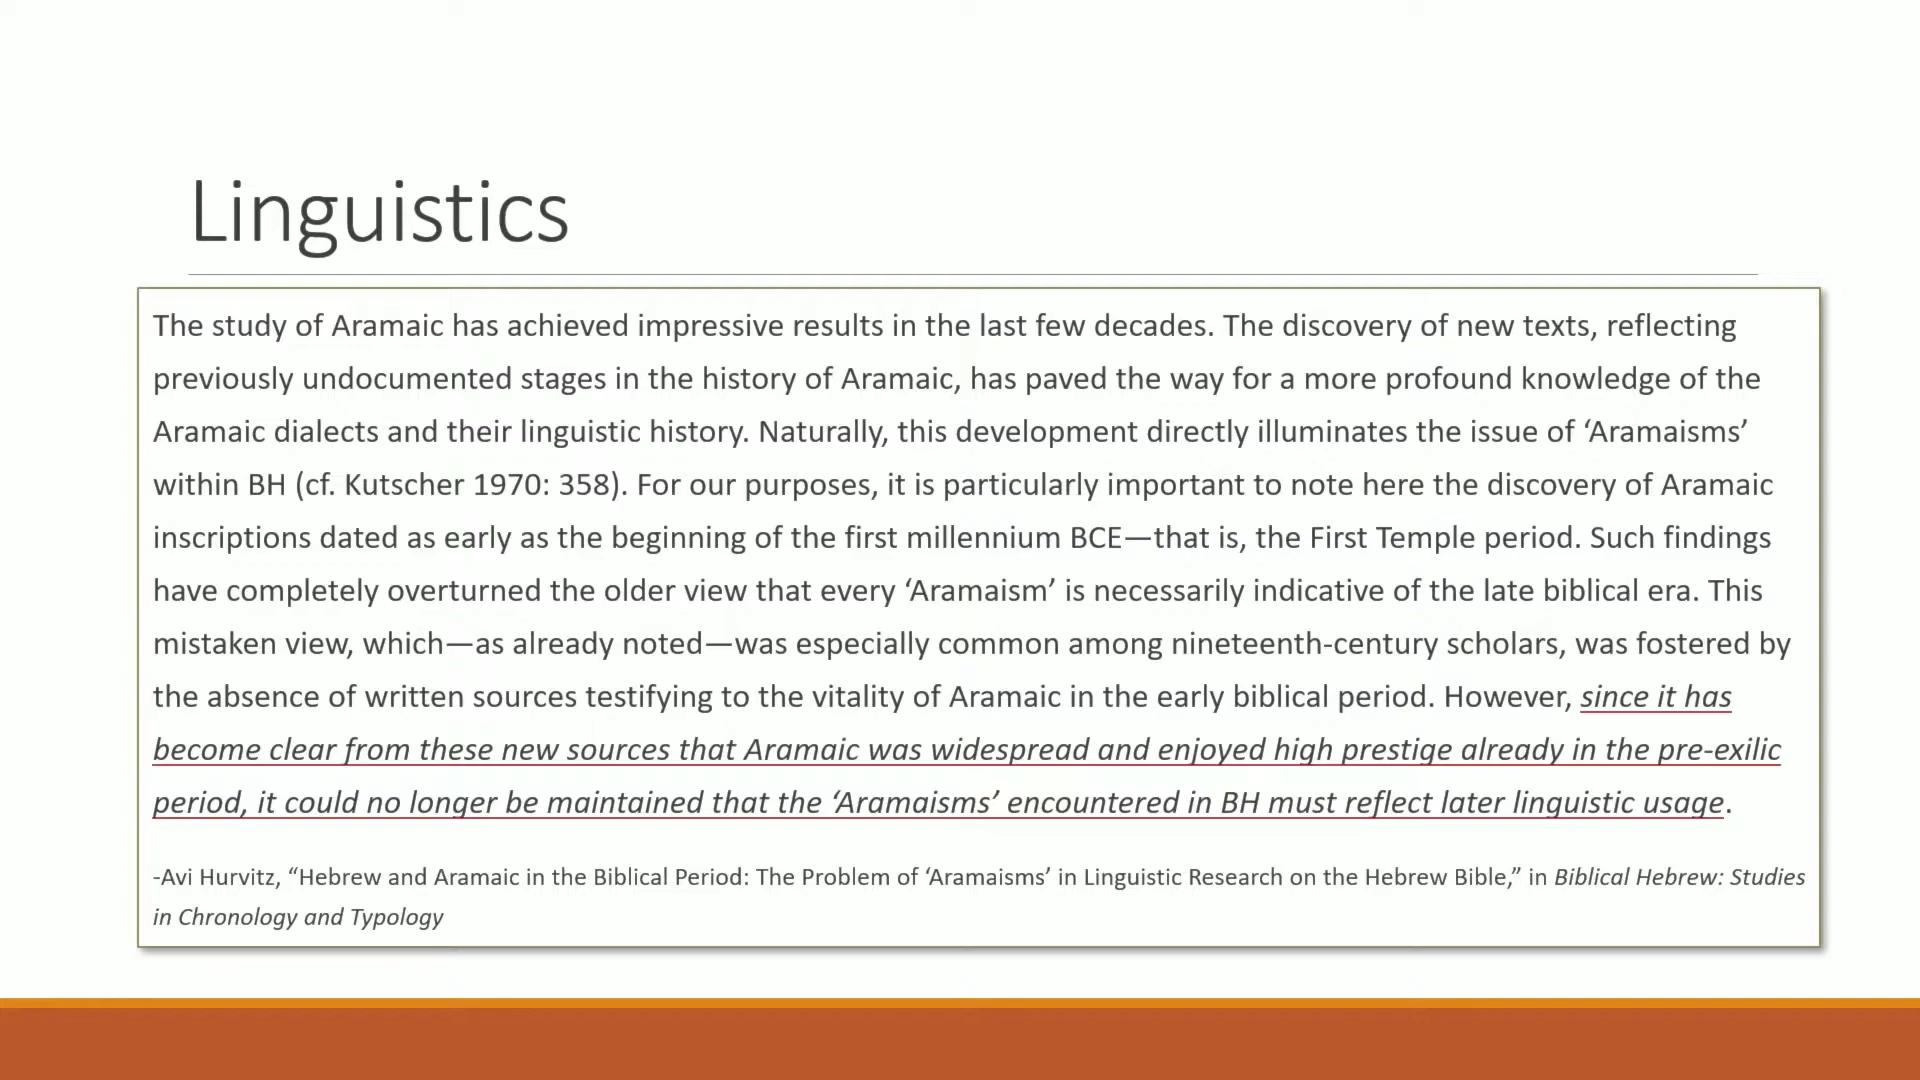 Linguistics
The study of Aramaic has achieved impressive results in the last few decades. The discovery of new texts, reflecting
previously undocumented stages in the history of Aramaic, has paved the way for a more profound knowledge of the
Aramaic dialects and their linguistic history. Naturally, this development directly illuminates the issue of ‘Aramaisms’
within BH (cf. Kutscher 1970: 358). For our purposes, it is particularly important to note here the discovery of Aramaic
inscriptions dated as early as the beginning of the first millennium BCE—that is, the First Temple period. Such findings
have completely overturned the older view that every ‘Aramaism’ is necessarily indicative of the late biblical era. This
mistaken view, which—as already noted—was especially common among nineteenth-century scholars, was fostered by
the absence of written sources testifying to the vitality of Aramaic in the early biblical period. However, since it has
become clear from these new sources that Aramaic was widespread and enjoyed high prestige already in the pre-exilic
period, it could no longer be maintained that the ‘Aramaisms’ encountered in BH must reflect later linguistic usage.
-Avi Hurvitz, “Hebrew and Aramaic in the Biblical Period: The Problem of ‘Aramaisms’ in Linguistic Research on the Hebrew Bible,” in Biblical Hebrew: Studies
in Chronology and Typology